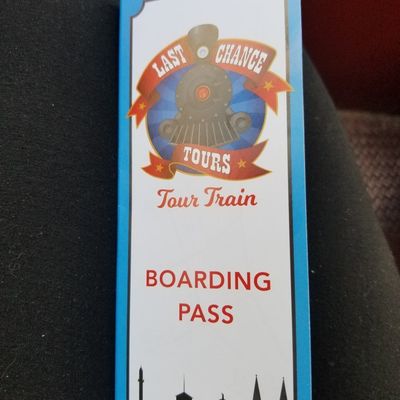 LAST CHANCE
TOURS
Tour Train
BOARDING
PASS